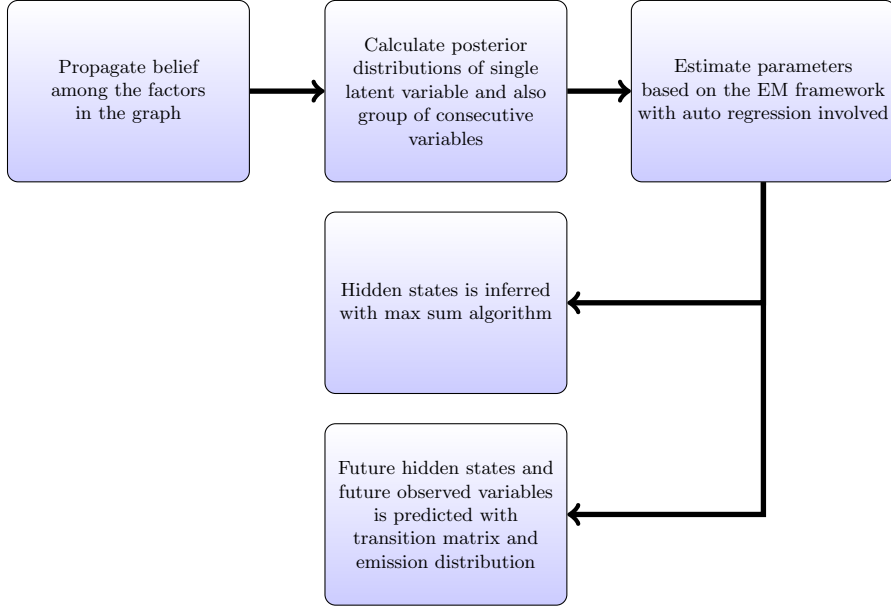 Propagate belief
among the factors
in the graph
Calculate posterior
distributions of single
latent variable and also
group of consecutive
variables
Estimate parameters
based on the EM framework
with auto regression involved
Hidden states is inferred
with max sum algorithm
Future hidden states and
future observed variables
is predicted with
transition matrix and
emission distribution